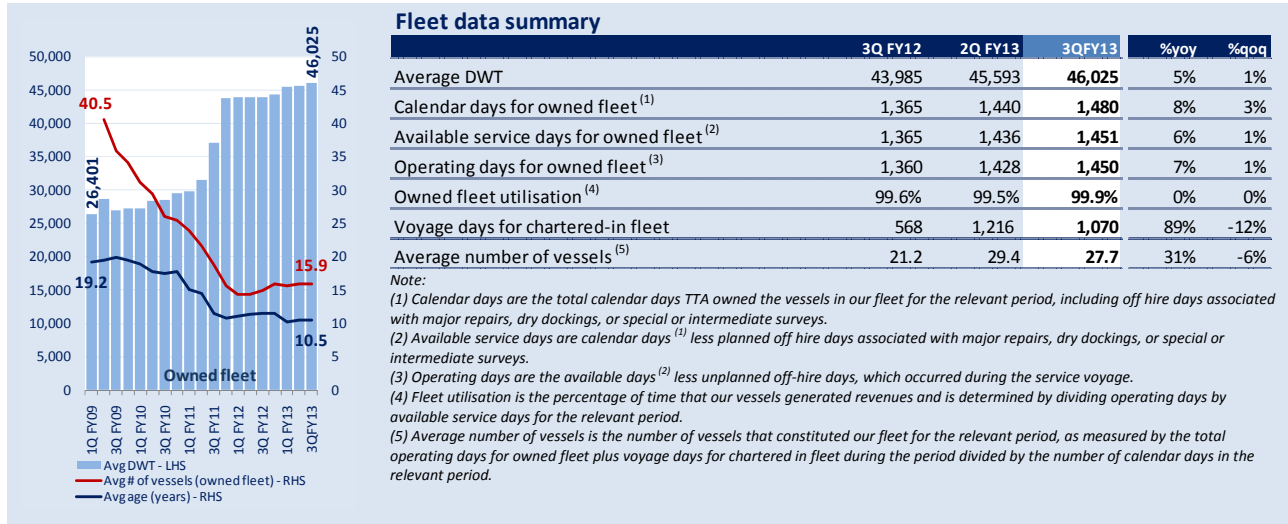 Fleet data summary
3Q FY12 2Q FY13 3QFY13 %yoy %qoq
Average DWT 43,985 45,593 46,025 5% 1%
Calendar days for owned fleet (1) 1,365 1,440 1,480 8% 3%
Available service days for owned fleet (2) 1,365 1,436 1,451 6% 1%
Operating days for owned fleet (3) 1,360 1,428 1,450 7% 1%
Owned fleet utilisation (4) 99.6% 99.5% 99.9% 0% 0%
Voyage days for chartered-in fleet 568 1,216 1,070 89% -12%
Average number of vessels (5) 21.2 29.4 27.7 31% -6%
Note:
(1) Calendar days are the total calendar days TTA owned the vessels in our fleet for the relevant period, including off hire days associated
with major repairs, dry dockings, or special or intermediate surveys.
(2) Available service days are calendar days (1) less planned off hire days associated with major repairs, dry dockings, or special or
intermediate surveys.
(3) Operating days are the available days (2) less unplanned off-hire days, which occurred during the service voyage.
(4) Fleet utilisation is the percentage of time that our vessels generated revenues and is determined by dividing operating days by
available service days for the relevant period.
(5) Average number of vessels is the number of vessels that constituted our fleet for the relevant period, as measured by the total
operating days for owned fleet plus voyage days for chartered in fleet during the period divided by the number of calendar days in the
relevant period.
50,000
45,000
40,000
35,000
30,000
25,000
20,000
15,000
10,000
5,000
0
50
45
40
35
30
25
20
15
10
5
0
46,025
40.5
26,401
19.2
15.9
10.5
Owned fleet
1Q FY09
3Q FY09
1Q FY10
3Q FY10
1Q FY11
3Q FY11
1Q FY12
3Q FY12
1Q FY13
3QFY13
Avg DWT - LHS
Avg # of vessels (owned fleet) - RHS
Avg age (years) - RHS